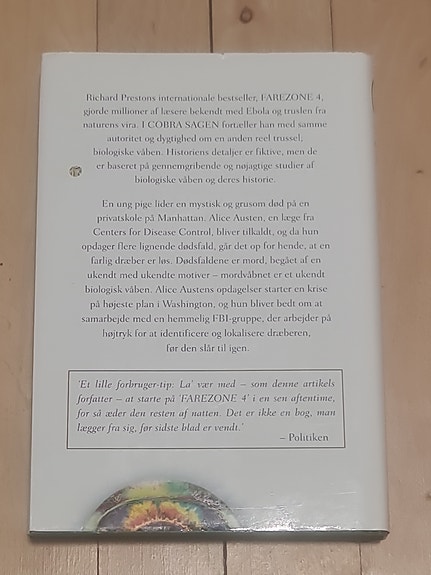 Richard Prestons internationale bestseller, FAREZONE 4,
gjorde millioner af læsere bekendt med Ebola og truslen fra
naturens vira. I COBRA SAGEN fortæller han med samme
autoritet og dygtighed om en anden reel trussel,
biologiske våben. Historiens detaljer er fiktive, men de
er baseret på gennemgribende og nøjagtige studier af
biologiske våben og deres historie.
En ung pige lider en mystisk og grusom død på en
privatskole på Manhattan. Alice Austen, en læge fra
Centers for Disease Control, bliver tilkaldt, og da hun
opdager flere lignende dødsfald, går det op for hende, at en
farlig dræber er løs. Dødsfaldene er mord, begået af en
ukendt med ukendte motiver – mordvåbnet er et ukendt
biologisk våben. Alice Austens opdagelser starter en krise
på højeste plan i Washington, og hun bliver bedt om at
samarbejde med en hemmelig FBI-gruppe, der arbejder på
højtryk for at identificere og lokalisere dræberen,
før den slår til igen.
'Et lille forbruger-tip: La' vær med – som denne artikels
forfatter – at starte på 'FAREZONE 4' i en sen aftentime,
for så æder den resten af natten. Det er ikke en bog, man
lægger fra sig, før sidste blad er vendt.'
– Politiken